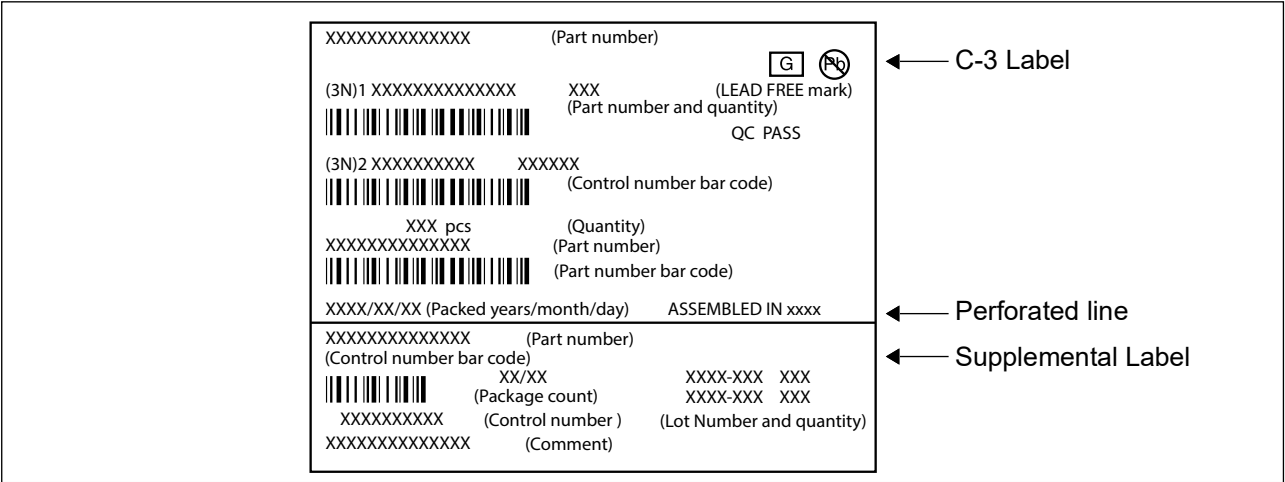 XXXXXXXXXXXXXX (Part number)
G Pb
C-3 Label
(3N)1 XXXXXXXXXXXXXX XXX (LEAD FREE mark)
(Part number and quantity)
QC PASS
(3N)2 XXXXXXXXXX XXXXXX
(Control number bar code)
XXX pcs (Quantity)
XXXXXXXXXXXXXX (Part number)
(Part number bar code)
XXXX/XX/XX (Packed years/month/day) ASSEMBLED IN xxxx
Perforated line
XXXXXXXXXXXXXX (Part number)
(Control number bar code)
Supplemental Label
XX/XX XXXX-XXX XXX
(Package count) XXXX-XXX XXX
XXXXXXXXXX (Control number ) (Lot Number and quantity)
XXXXXXXXXXXXXX (Comment)